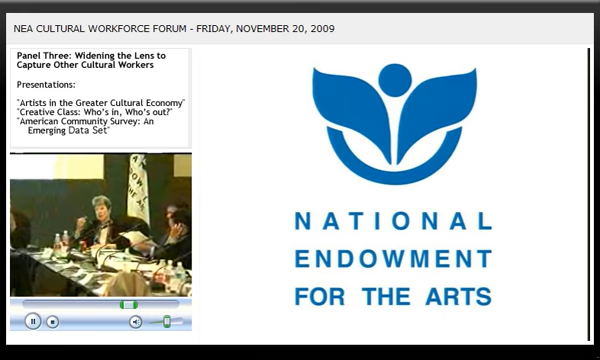 NEA CULTURAL WORKFORCE FORUM - FRIDAY, NOVEMBER 20, 2009
Panel Three: Widening the Lens to
Capture Other Cultural Workers
Presentations:
"Artists in the Greater Cultural Economy"
"Creative Class: Who's in, Who's out?"
"American Community Survey: An
Emerging Data Set"
NATIONAL
ENDOWMENT
FOR THE ARTS